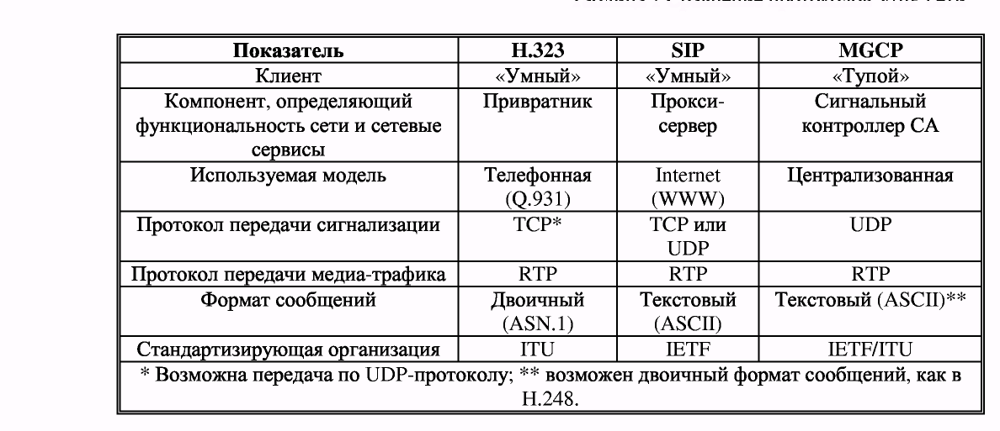 Показатель H.323 SIP MGCP
Клиент «Умный» «Умный» «Тупой»
Компонент, определяющий Привратник Прокси- Сигнальный
функциональность сети и сетевые сервер контроллер CA
сервисы
Используемая модель Телефонная Internet Централизованная
(Q.931) (WWW)
Протокол передачи сигнализации TCP* TCP или UDP
UDP
Протокол передачи медиа-трафика RTP RTP RTP
Формат сообщений Двоичный Текстовый Текстовый (ASCII)**
(ASN.1) (ASCII)
Стандартизирующая организация ITU IETF IETF/ITU
* Возможна передача по UDP-протоколу; ** возможен двоичный формат сообщений, как в
H.248.